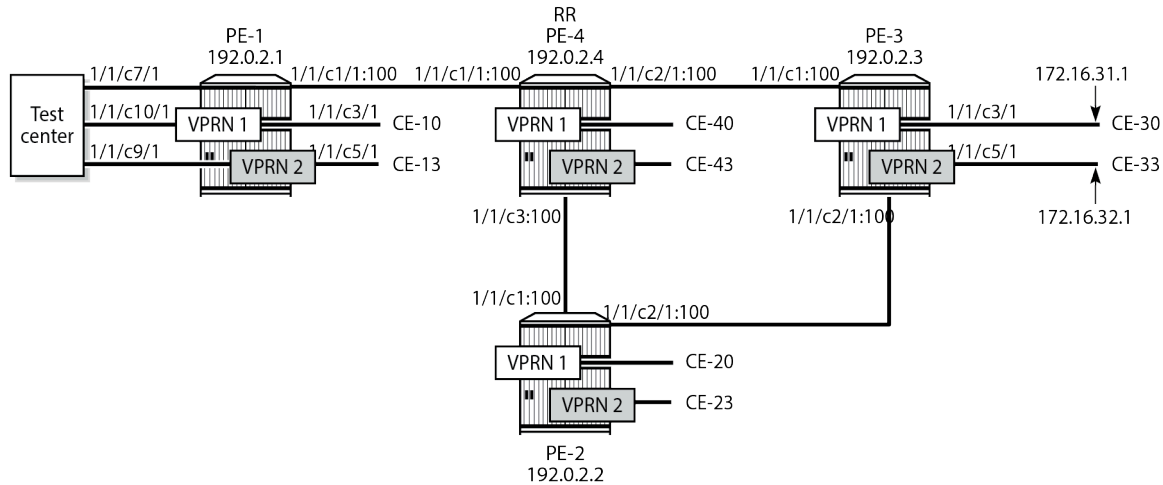 RR
PE-1
192.0.2.1
PE-4
192.0.2.4
PE-3
192.0.2.3
Test
center
1/1/c7/1
1/1/c10/1
1/1/c9/1
1/1/c1/1:100
1/1/c1/1:100
1/1/c2/1:100
1/1/c1:100
172.16.31.1
VPRN 1
1/1/c3/1
CE-10
VPRN 2
1/1/c5/1
CE-13
VPRN 1
CE-40
VPRN 2
CE-43
VPRN 1
1/1/c3/1
CE-30
VPRN 2
1/1/c5/1
CE-33
172.16.32.1
1/1/c3:100
1/1/c2/1:100
1/1/c1:100
1/1/c2/1:100
VPRN 1
CE-20
VPRN 2
CE-23
PE-2
192.0.2.2